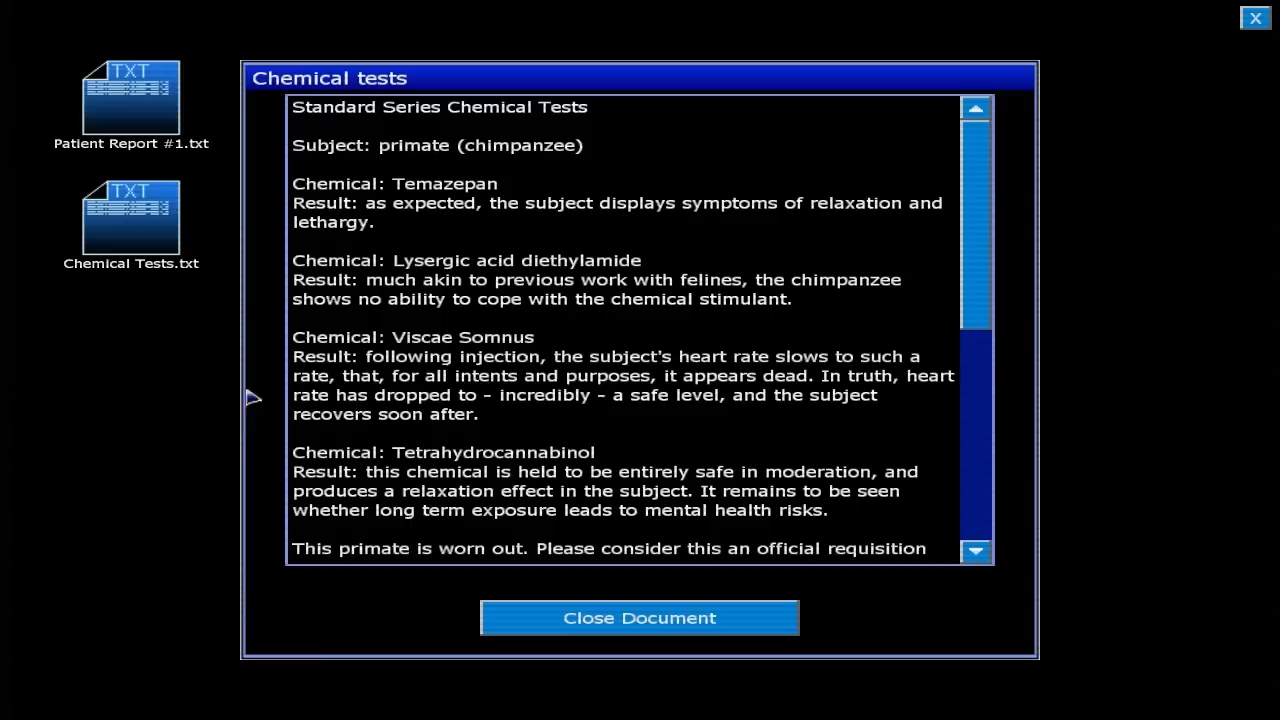 X
TXT
Patient Report #1.txt
TXT
Chemical Tests.txt
Chemical tests
Standard Series Chemical Tests
Subject: primate (chimpanzee)
Chemical: Temazepan
Result: as expected, the subject displays symptoms of relaxation and
lethargy.
Chemical: Lysergic acid diethylamide
Result: much akin to previous work with felines, the chimpanzee
shows no ability to cope with the chemical stimulant.
Chemical: Viscae Somnus
Result: following injection, the subject's heart rate slows to such a
rate, that, for all intents and purposes, it appears dead. In truth, heart
rate has dropped to - incredibly - a safe level, and the subject
recovers soon after.
Chemical: Tetrahydrocannabinol
Result: this chemical is held to be entirely safe in moderation, and
produces a relaxation effect in the subject. It remains to be seen
whether long term exposure leads to mental health risks.
This primate is worn out. Please consider this an official requisition
Close Document